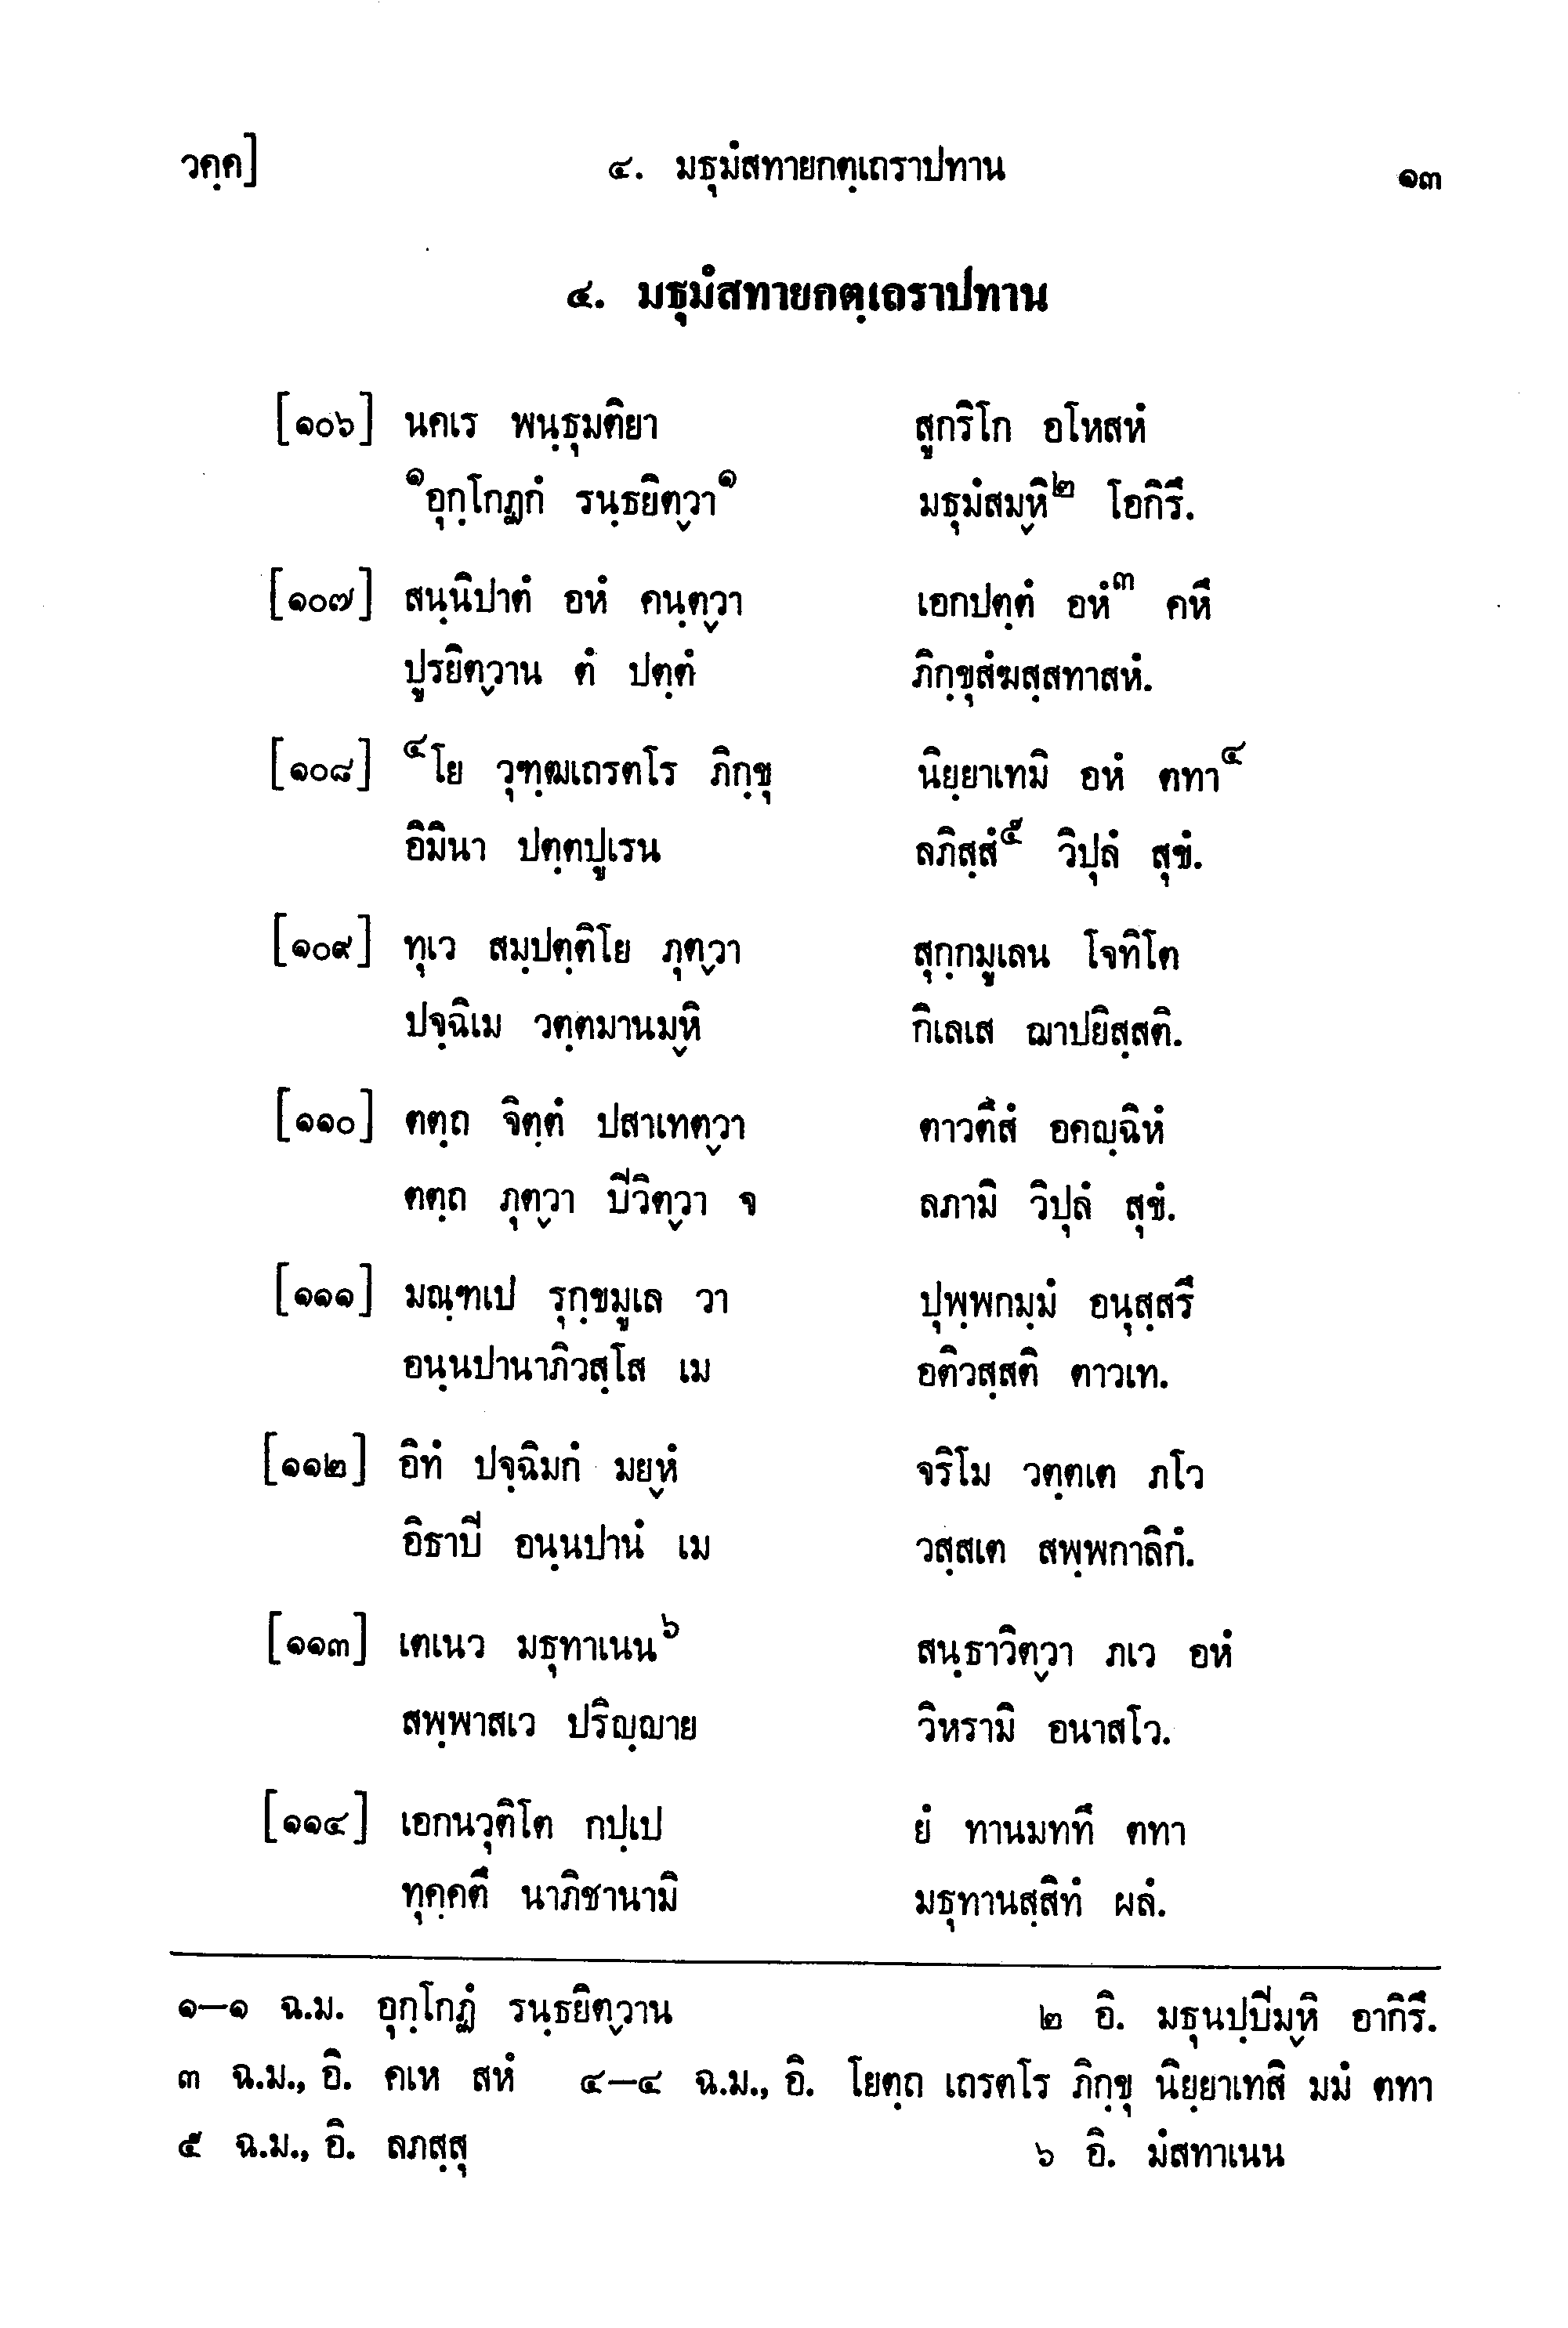 วคฺค]	๔. มธุมํสทายกตฺเถราปทาน	๑๓
๔. มธุมํสทายกตฺเถราปทาน
[๑๐๖] นคเร พนฺธุมติยา	สูกริโก อโหสหํ
๑อุกฺโกฏกํ รนฺธยิตฺวา๑	มธุมํสมฺหิ๒ โอกิรึ.
[๑๐๗] สนฺนิปาตํ อหํ คนฺตฺวา	เอกปตฺตํ อหํ๓ คหึ
ปูรยิตฺวาน ตํ ปตฺตํ	ภิกฺขุสํฆสฺสทาสหํ.
[๑๐๘] ๔โย วุฑฺฒเถรตโร ภิกฺขุ	นิยฺยาเทมิ อหํ ตทา๔
อิมินา ปตฺตปูเรน	ลภิสฺสํ๕ วิปุลํ สุขํ.
[๑๐๙] ทุเว สมฺปตฺติโย ภุตฺวา	สุกฺกมูเลน โจทิโต
ปจฺฉิเม วตฺตมานมฺหิ	กิเลเส ฌาปยิสฺสติ.
[๑๑๐] ตตฺถ จิตฺตํ ปสาเทตฺวา	ตาวตึสํ อคญฺฉิหํ
ตตฺถ ภุตฺวา ปีวิตฺวา จ	ลภามิ วิปุลํ สุขํ.
[๑๑๑] มณฺฑเป รุกฺขมูเล วา	ปุพฺพกมฺมํ อนุสฺสรึ
อนฺนปานาภิวสฺโส เม	อติวสฺสติ ตาวเท.
[๑๑๒] อิทํ ปจฺฉิมกํ มยฺหํ	จริโม วตฺตเต ภโว
อิธาปี อนฺนปานํ เม	วสฺสเต สพฺพกาลิกํ.
[๑๑๓] เตเนว มธุทาเนน๖	สนฺธาวิตฺวา ภเว อหํ
สพฺพาสเว ปริญฺญาย	วิหรามิ อนาสโว.
[๑๑๔] เอกนวุติโต กปฺเป	ยํ ทานมททึ ตทา
ทุคฺคตึ นาภิชานามิ	มธุทานสฺสิทํ ผลํ.
๑—๑ ฉ.ม. อุกฺโกฏํ รนฺธยิตฺวาน	๒ อิ. มธุนปฺปีมฺหิ อากิรึ.
๓ ฉ.ม., อิ. คเห สหํ ๔—๔ ฉ.ม., อิ. โยตฺถ เถรตโร ภิกฺขุ นิยฺยาเทสิ มมํ ตทา
๕ ฉ.ม., อิ. ลภสฺสุ	๖ อิ. มํสทาเนน